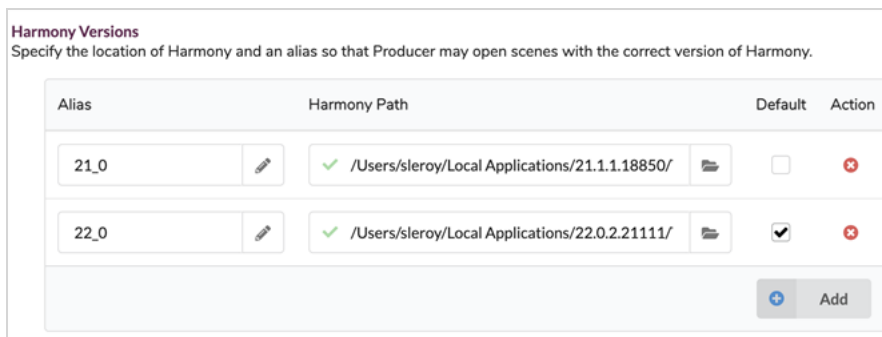 Harmony Versions
Specify the location of Harmony and an alias so that Producer may open scenes with the correct version of Harmony.
Alias Harmony Path Default Action
21_0 /Users/sleroy/Local Applications/21.1.1.18850/
22_0 /Users/sleroy/Local Applications/22.0.2.21111/
Add